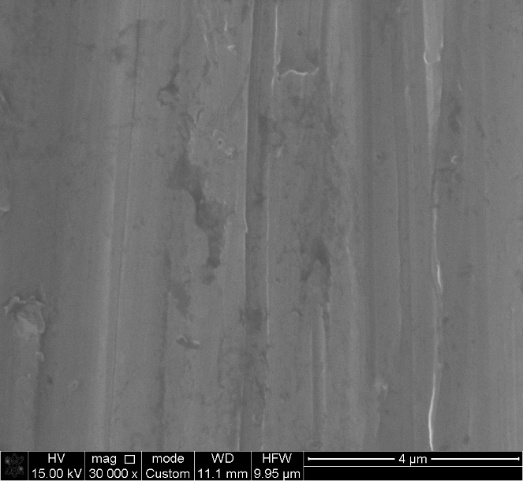 HV mag mode WD HFW 4 µm
15.00 kV 30 000 x Custom 11.1 mm 9.95 µm